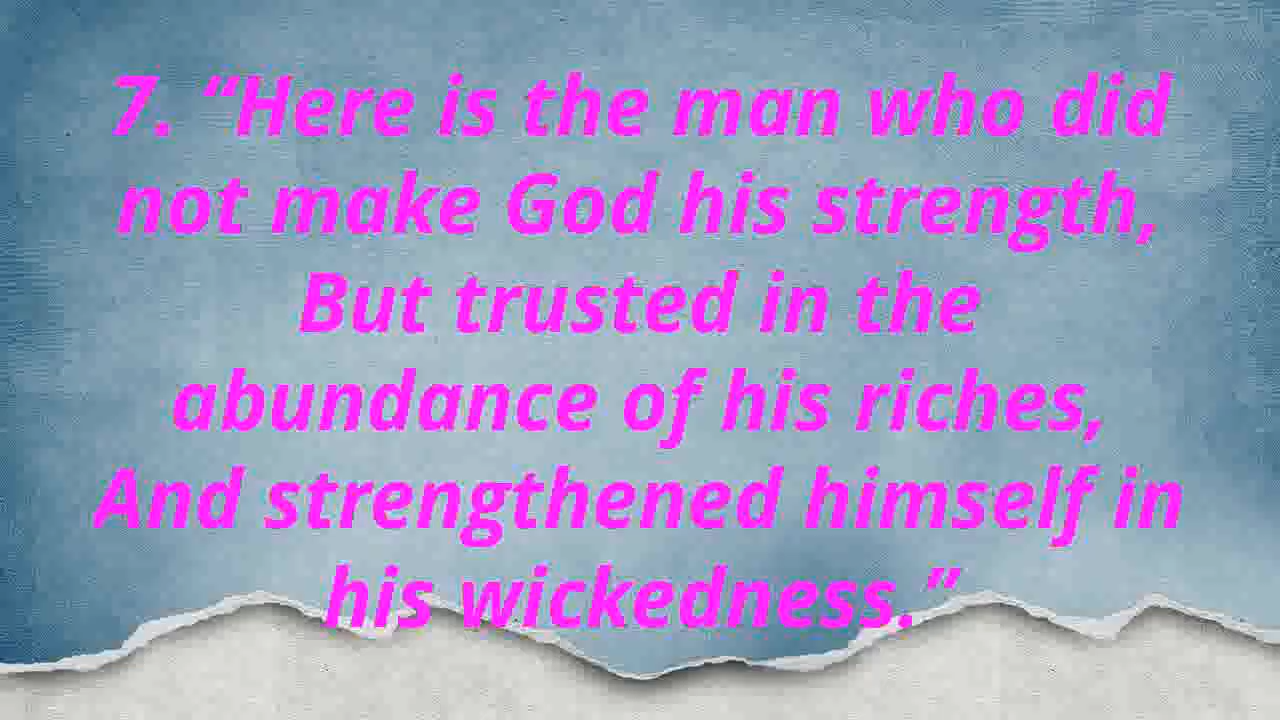 7. “Here is the man who did
not make God his strength,
But trusted in the
abundance of his riches,
And strengthened himself in
his wickedness.”